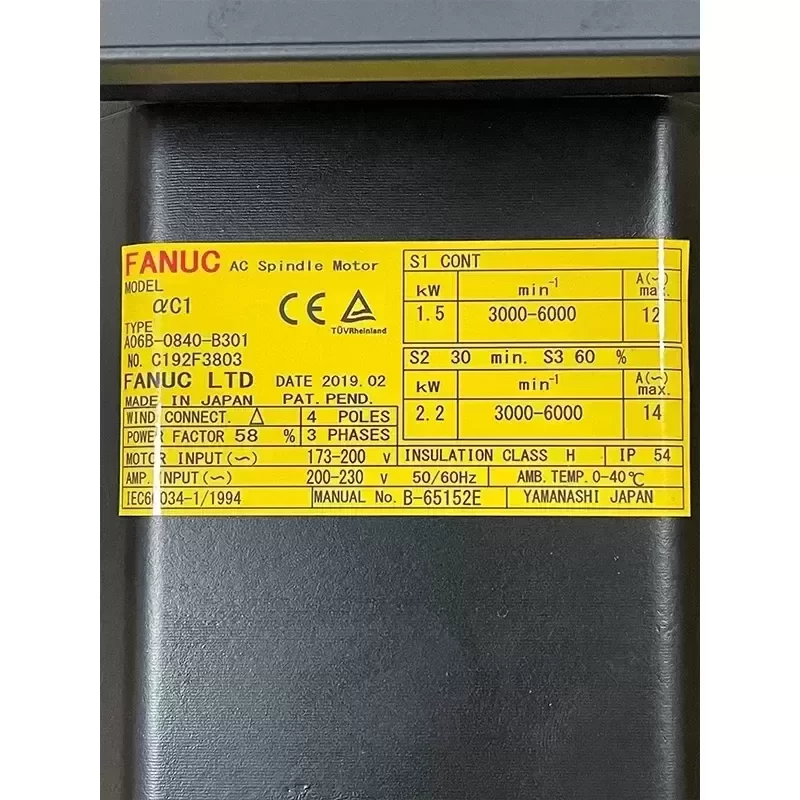 FANUC AC Spindle Motor
MODEL
αC1
TYPE
A06B-0840-B301
NO. C192F3803
FANUC LTD DATE 2019.02
MADE IN JAPAN PAT. PEND.
CE
TÜVRheinland
WIND CONNECT. △ 4 POLES
POWER FACTOR 58 % 3 PHASES
S1 CONT
kW min⁻¹ A(~) max.
1.5 3000-6000 12
S2 30 min. S3 60 %
kW min⁻¹ A(~) max.
2.2 3000-6000 14
MOTOR INPUT(~) 173-200 V INSULATION CLASS H IP 54
AMP. INPUT(~) 200-230 V 50/60Hz AMB. TEMP. 0-40℃
IEC60034-1/1994 MANUAL No. B-65152E YAMANASHI JAPAN